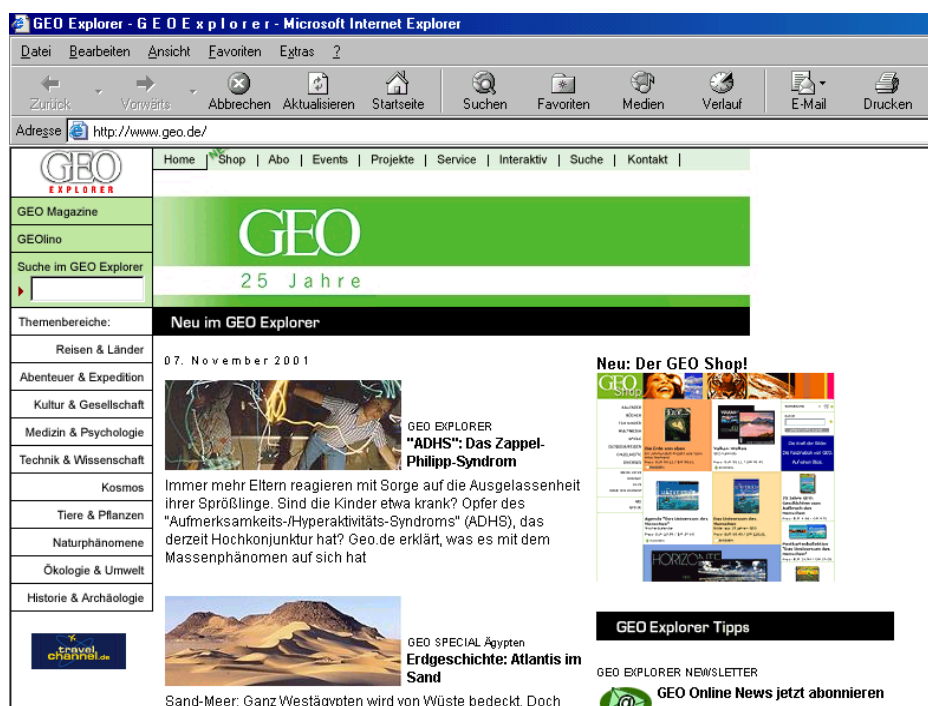 GEO Explorer - G E O E x p l o r e r - Microsoft Internet Explorer
Datei Bearbeiten Ansicht Favoriten Extras ?
Zurück Vorwärts Abbrechen Aktualisieren Startseite Suchen Favoriten Medien Verlauf E-Mail Drucken
Adresse http://www.geo.de/
GEO
EXPLORER
Home | Shop | Abo | Events | Projekte | Service | Interaktiv | Suche | Kontakt |
GEO Magazine
GEOlino
Suche im GEO Explorer
GEO
25 Jahre
Themenbereiche:
Reisen & Länder
Abenteuer & Expedition
Kultur & Gesellschaft
Medizin & Psychologie
Technik & Wissenschaft
Kosmos
Tiere & Pflanzen
Naturphänomene
Ökologie & Umwelt
Historie & Archäologie
travel
channel.de
Neu im GEO Explorer
07. November 2001
GEO EXPLORER
"ADHS": Das Zappel-
Philipp-Syndrom
Immer mehr Eltern reagieren mit Sorge auf die Ausgelassenheit
ihrer Sprößlinge. Sind die Kinder etwa krank? Opfer des
"Aufmerksamkeits-/Hyperaktivitäts-Syndroms" (ADHS), das
derzeit Hochkonjunktur hat? Geo.de erklärt, was es mit dem
Massenphänomen auf sich hat
GEO SPECIAL Ägypten
Erdgeschichte: Atlantis im
Sand
Sand-Meer: Ganz Westägypten wird von Wüste bedeckt. Doch
Neu: Der GEO Shop!
GEO
Shop
HORIZONTE
GEO Explorer Tipps
GEO EXPLORER NEWSLETTER
GEO Online News jetzt abonnieren